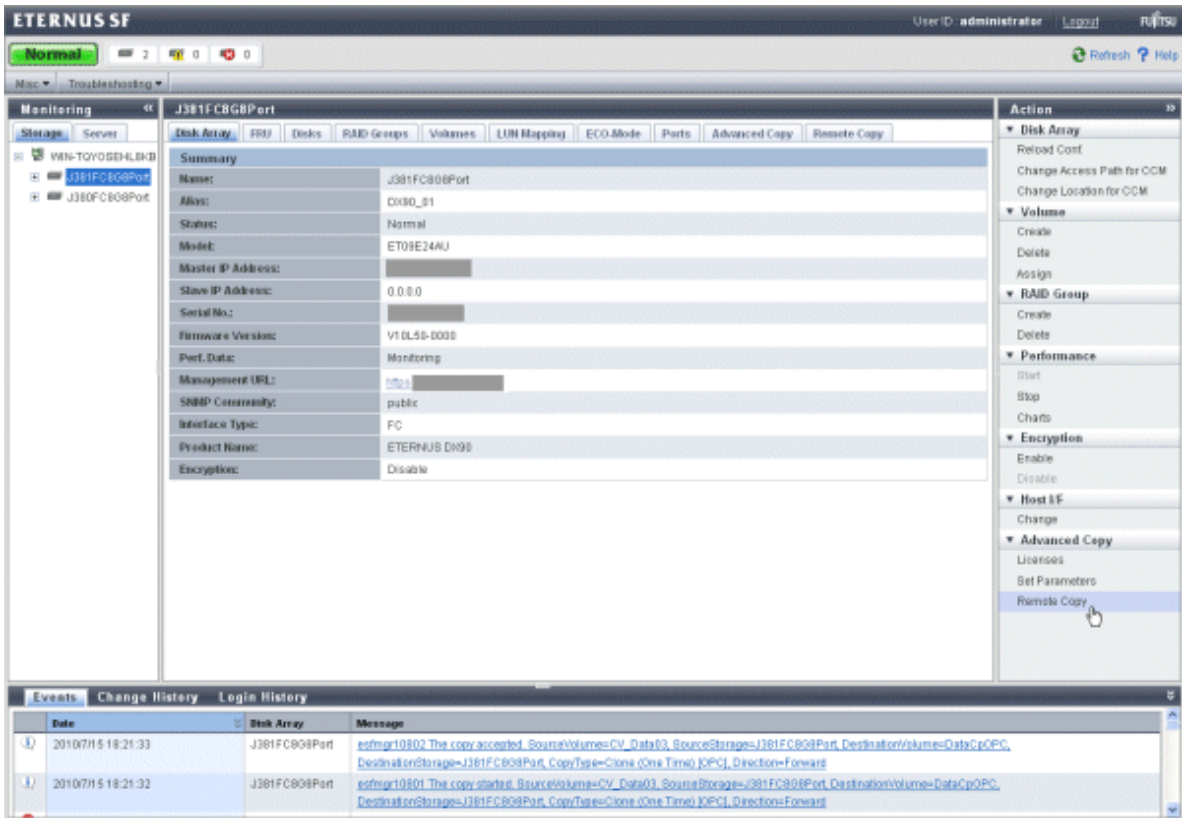 ETERNUS SF
UserID: administrator Logout FUJITSU
Normal 2 0 0
Refresh ? Help
Misc Troubleshooting
Monitoring
Storage Server
J381FC8G8Port
J380FC8G8Port
J381FC8G8Port
Disk Array FRU Disks RAID Groups Volumes LUN Mapping ECO-Mode Ports Advanced Copy Remote Copy
Summary
Name: J381FC8G8Port
Alias: DX90_01
Status: Normal
Model: ET09E24AU
Master IP Address:
Slave IP Address: 0.0.0.0
Serial No.:
Firmware Version: V10L50-0000
Perf. Data: Monitoring
Management URL: https:
SNMP Community: public
Interface Type: FC
Product Name: ETERNUS DX90
Encryption: Disable
Action
Disk Array
Reload Conf.
Change Access Path for CCM
Change Location for CCM
Volume
Create
Delete
Assign
RAID Group
Create
Delete
Performance
Start
Stop
Charts
Encryption
Enable
Disable
Host I/F
Change
Advanced Copy
Licenses
Set Parameters
Remote Copy
Events Change History Login History
Date Disk Array Message
2010/7/15 18:21:33 J381FC8G8Port esfmgr10802 The copy accepted. SourceVolume=CV_Data03, SourceStorage=J381FC8G8Port, DestinationVolume=DataCpOPC,
DestinationStorage=J381FC8G8Port, CopyType=Clone (One Time) [OPC], Direction=Forward
2010/7/15 18:21:32 J381FC8G8Port esfmgr10801 The copy started. SourceVolume=CV_Data03, SourceStorage=J381FC8G8Port, DestinationVolume=DataCpOPC,
DestinationStorage=J381FC8G8Port, CopyType=Clone (One Time) [OPC], Direction=Forward